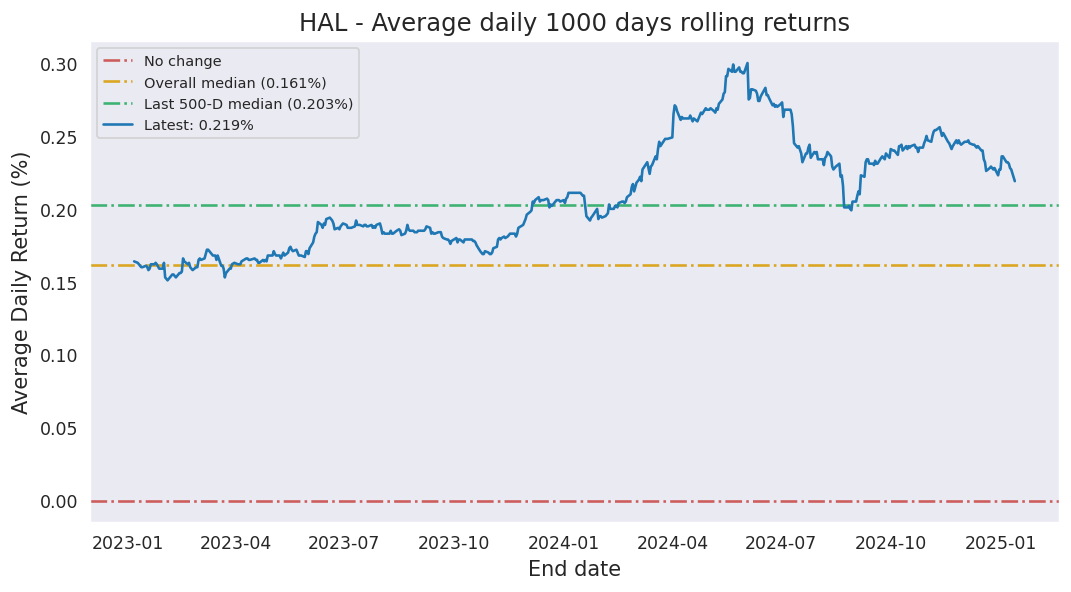 HAL - Average daily 1000 days rolling returns
No change
Overall median (0.161%)
Last 500-D median (0.203%)
Latest: 0.219%
Average Daily Return (%)
0.30
0.25
0.20
0.15
0.10
0.05
0.00
2023-01 2023-04 2023-07 2023-10 2024-01 2024-04 2024-07 2024-10 2025-01
End date